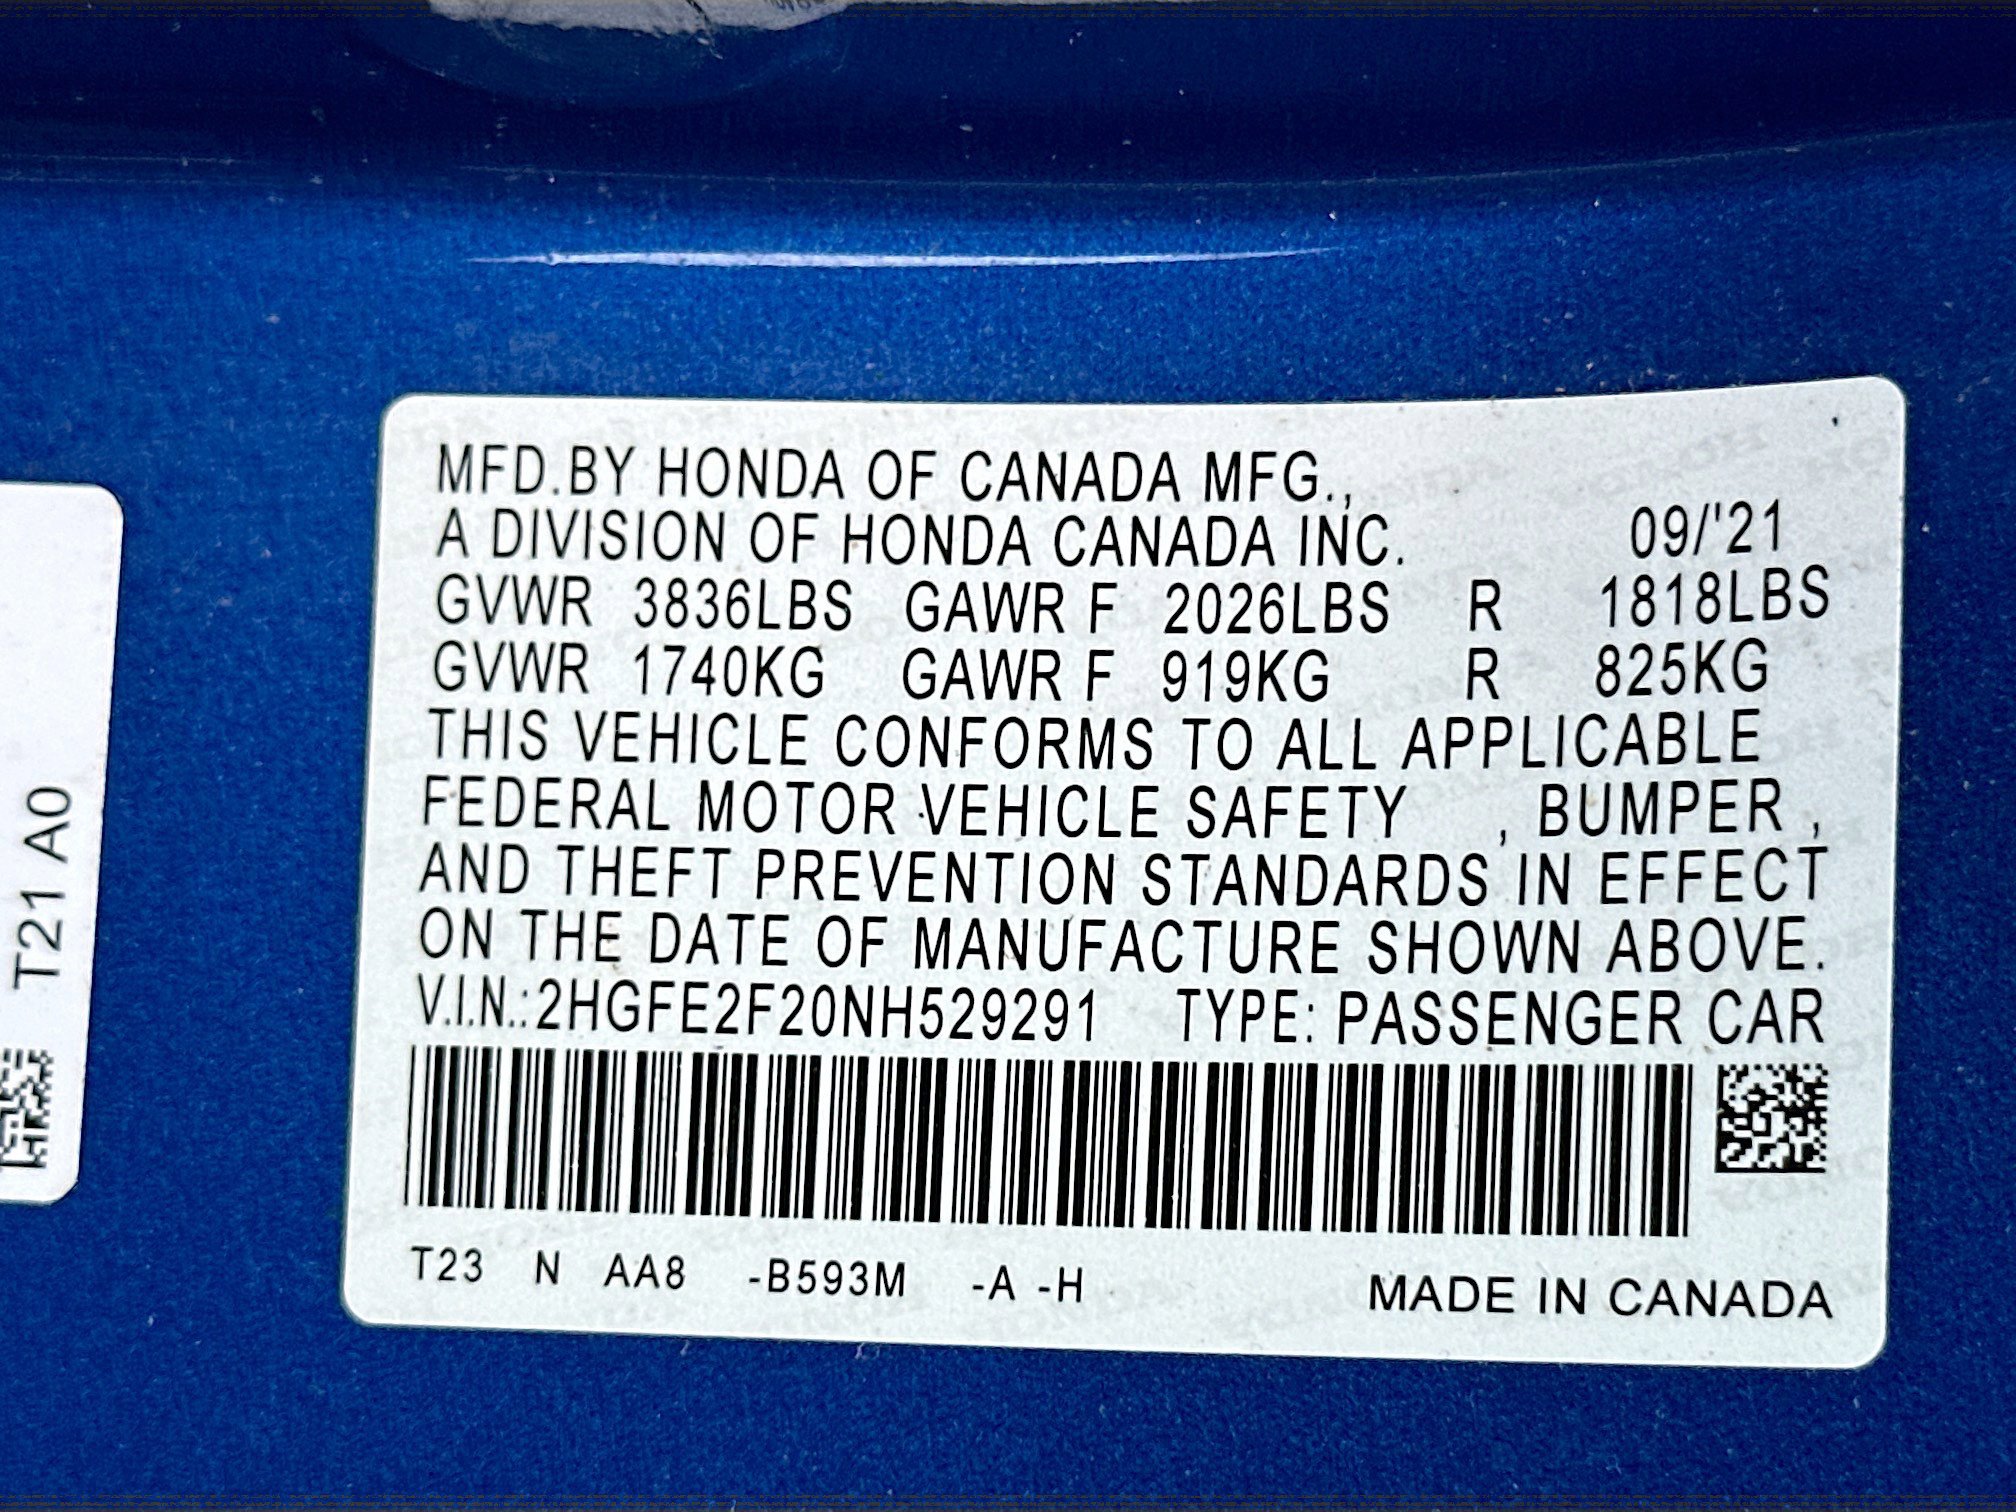 MFD.BY HONDA OF CANADA MFG.,
A DIVISION OF HONDA CANADA INC. 09/'21
GVWR 3836LBS GAWR F 2026LBS R 1818LBS
GVWR 1740KG GAWR F 919KG R 825KG
THIS VEHICLE CONFORMS TO ALL APPLICABLE
FEDERAL MOTOR VEHICLE SAFETY , BUMPER ,
AND THEFT PREVENTION STANDARDS IN EFFECT
ON THE DATE OF MANUFACTURE SHOWN ABOVE.
V.I.N.:2HGFE2F20NH529291 TYPE: PASSENGER CAR
T23 N AA8 -B593M -A -H MADE IN CANADA
T21 A0